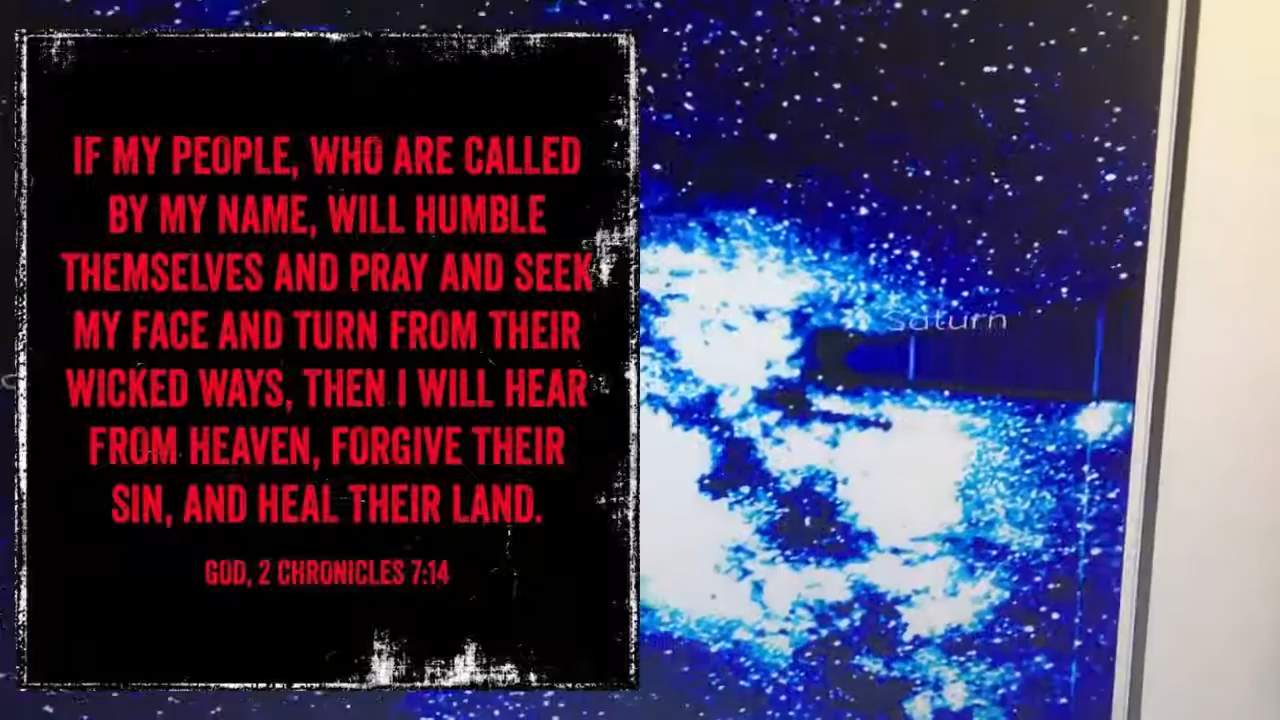 IF MY PEOPLE, WHO ARE CALLED
BY MY NAME, WILL HUMBLE
THEMSELVES AND PRAY AND SEEK
MY FACE AND TURN FROM THEIR
WICKED WAYS, THEN I WILL HEAR
FROM HEAVEN, FORGIVE THEIR
SIN, AND HEAL THEIR LAND.
GOD, 2 CHRONICLES 7:14
Saturn